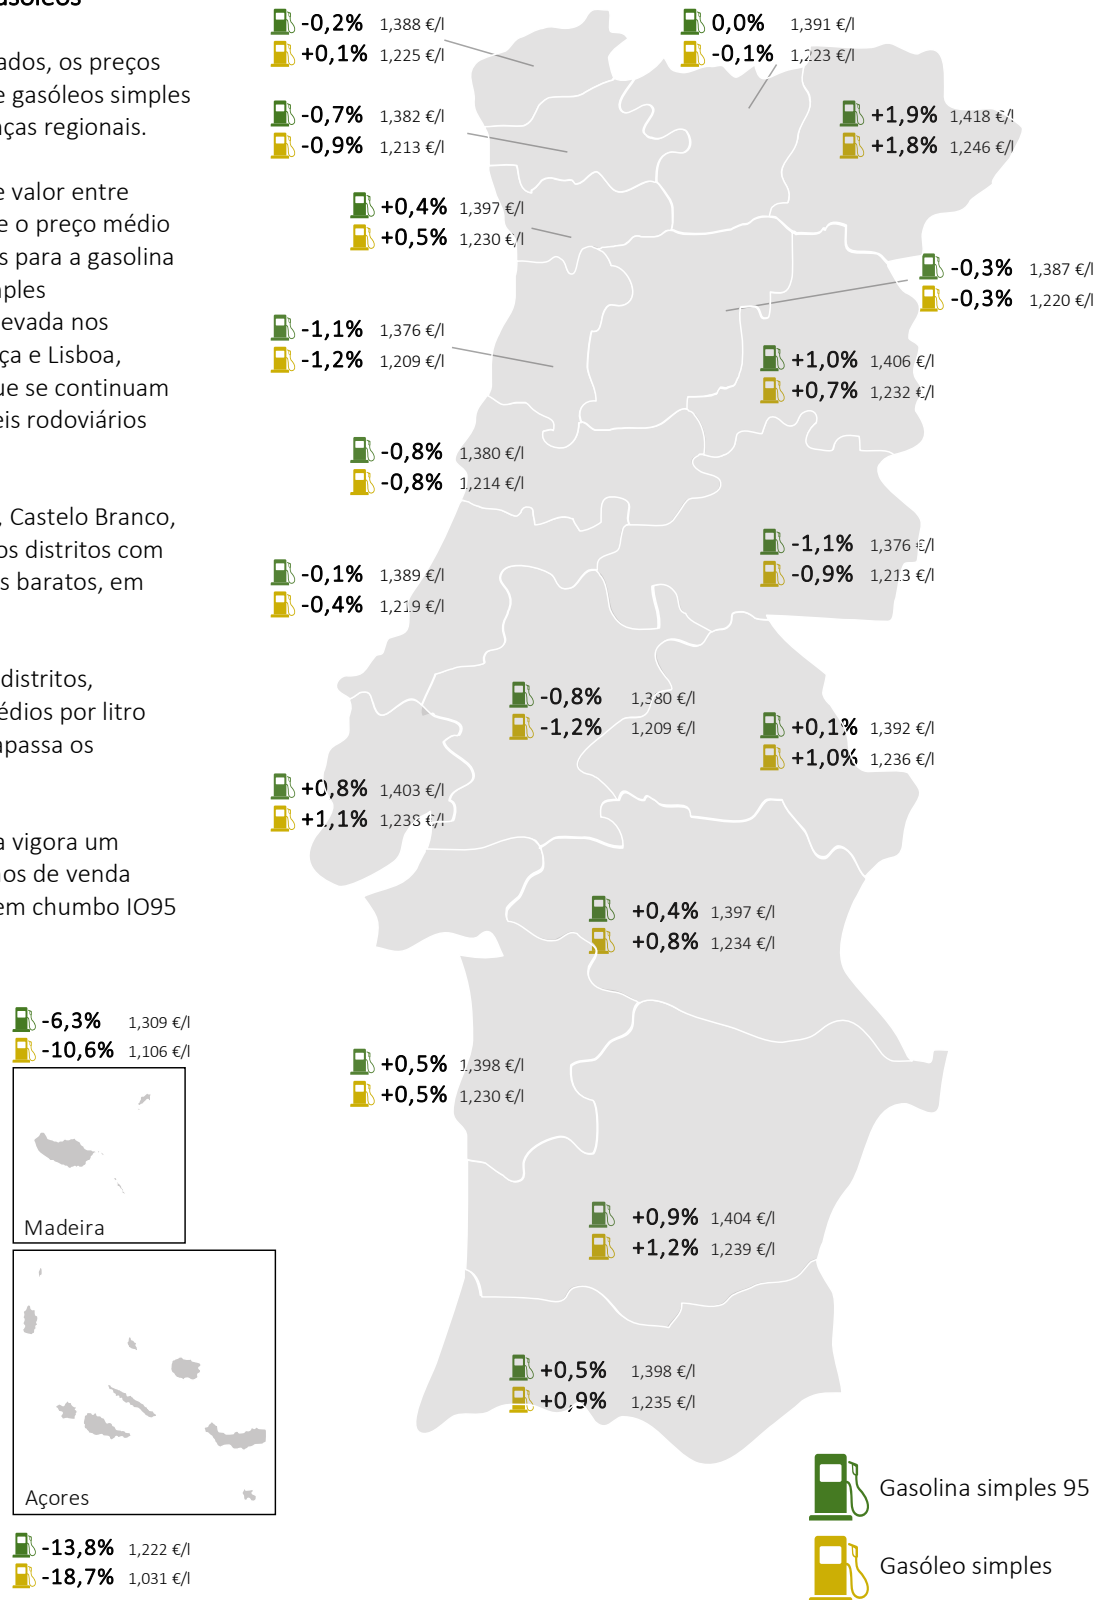 ados, os preços
e gasóleos simples
nças regionais.
e valor entre
e o preço médio
s para a gasolina
nples
levada nos
ça e Lisboa,
ue se continuam
eis rodoviários
, Castelo Branco,
os distritos com
s baratos, em
distritos,
édios por litro
apassa os
a vigora um
nos de venda
em chumbo IO95
-0,2% 1,388 €/l
+0,1% 1,225 €/l
0,0% 1,391 €/l
-0,1% 1,223 €/l
-0,7% 1,382 €/l
-0,9% 1,213 €/l
+1,9% 1,418 €/l
+1,8% 1,246 €/l
+0,4% 1,397 €/l
+0,5% 1,230 €/l
-0,3% 1,387 €/l
-0,3% 1,220 €/l
-1,1% 1,376 €/l
-1,2% 1,209 €/l
+1,0% 1,406 €/l
+0,7% 1,232 €/l
-0,8% 1,380 €/l
-0,8% 1,214 €/l
-1,1% 1,376 €/l
-0,9% 1,213 €/l
-0,1% 1,389 €/l
-0,4% 1,219 €/l
-0,8% 1,380 €/l
-1,2% 1,209 €/l
+0,1% 1,392 €/l
+1,0% 1,236 €/l
+0,8% 1,403 €/l
+1,1% 1,238 €/l
+0,4% 1,397 €/l
+0,8% 1,234 €/l
-6,3% 1,309 €/l
-10,6% 1,106 €/l
+0,5% 1,398 €/l
+0,5% 1,230 €/l
Madeira
+0,9% 1,404 €/l
+1,2% 1,239 €/l
+0,5% 1,398 €/l
+0,9% 1,235 €/l
Açores
-13,8% 1,222 €/l
-18,7% 1,031 €/l
Gasolina simples 95
Gasóleo simples